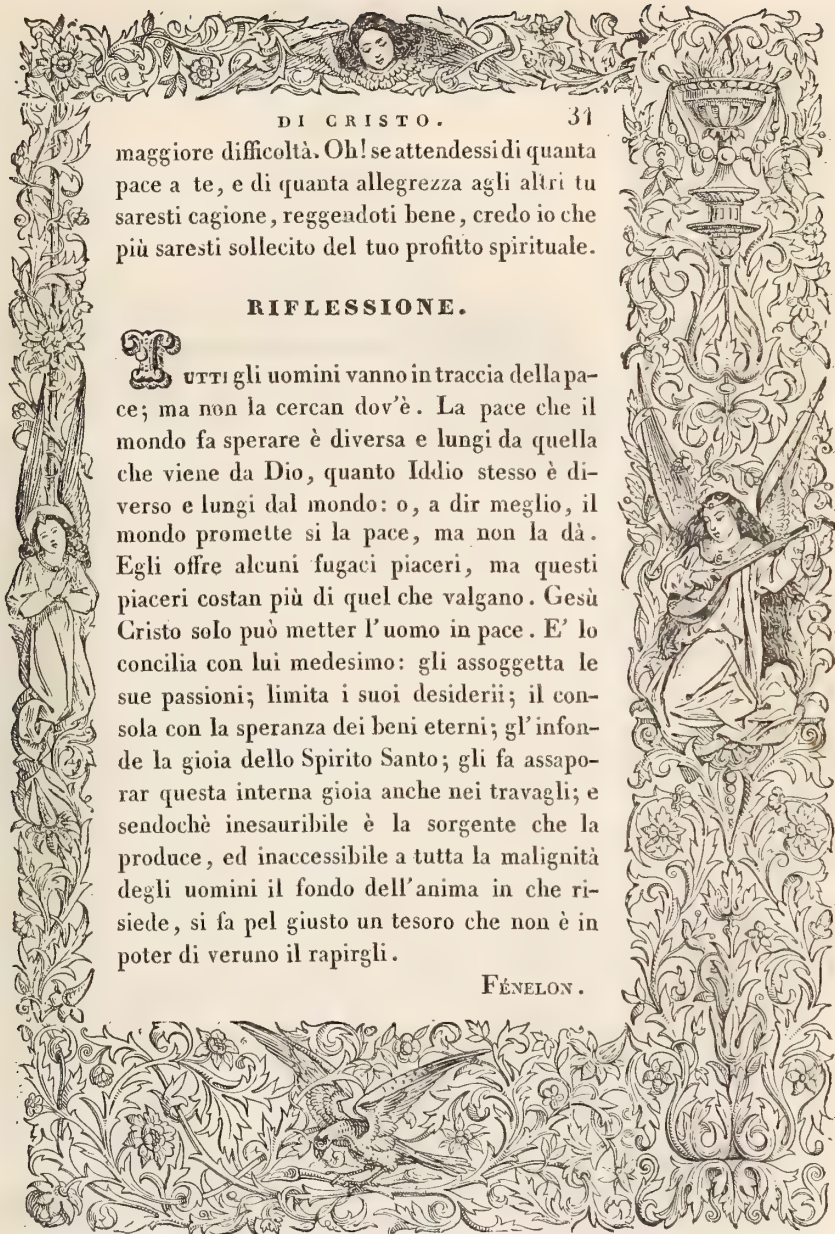 DI CRISTO. 31
maggiore difficoltà. Oh! se attendessi di quanta
pace a te, e di quanta allegrezza agli altri tu
saresti cagione, reggendoti bene, credo io che
più saresti sollecito del tuo profitto spirituale.
RIFLESSIONE.
TUTTI gli uomini vanno in traccia della pa-
ce; ma non la cercan dov'è. La pace che il
mondo fa sperare è diversa e lungi da quella
che viene da Dio, quanto Iddio stesso è di-
verso e lungi dal mondo: o, a dir meglio, il
mondo promette si la pace, ma non la dà.
Egli offre alcuni fugaci piaceri, ma questi
piaceri costan più di quel che valgano. Gesù
Cristo solo può metter l'uomo in pace. E' lo
concilia con lui medesimo: gli assoggetta le
sue passioni; limita i suoi desiderii; il con-
sola con la speranza dei beni eterni; gl'infon-
de la gioia dello Spirito Santo; gli fa assapo-
rar questa interna gioia anche nei travagli; e
sendochè inesauribile è la sorgente che la
produce, ed inaccessibile a tutta la malignità
degli uomini il fondo dell'anima in che ri-
siede, si fa pel giusto un tesoro che non è in
poter di veruno il rapirgli.
FÉNELON.